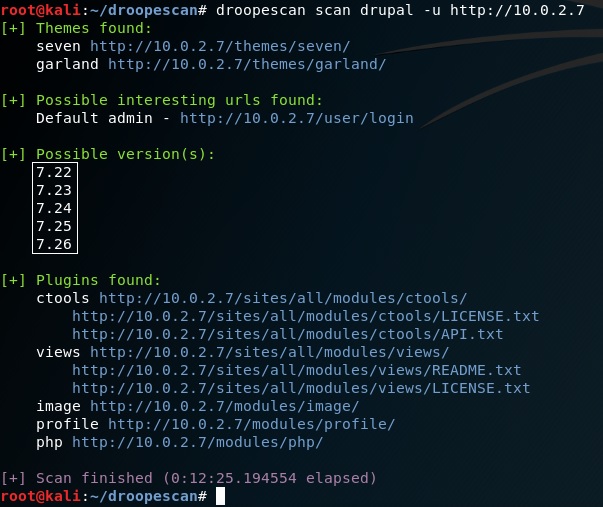 root@kali:~/droopescan# droopescan scan drupal -u http://10.0.2.7
[+] Themes found:
seven http://10.0.2.7/themes/seven/
garland http://10.0.2.7/themes/garland/
[+] Possible interesting urls found:
Default admin - http://10.0.2.7/user/login
[+] Possible version(s):
7.22
7.23
7.24
7.25
7.26
[+] Plugins found:
ctools http://10.0.2.7/sites/all/modules/ctools/
http://10.0.2.7/sites/all/modules/ctools/LICENSE.txt
http://10.0.2.7/sites/all/modules/ctools/API.txt
views http://10.0.2.7/sites/all/modules/views/
http://10.0.2.7/sites/all/modules/views/README.txt
http://10.0.2.7/sites/all/modules/views/LICENSE.txt
image http://10.0.2.7/modules/image/
profile http://10.0.2.7/modules/profile/
php http://10.0.2.7/modules/php/
[+] Scan finished (0:12:25.194554 elapsed)
root@kali:~/droopescan#